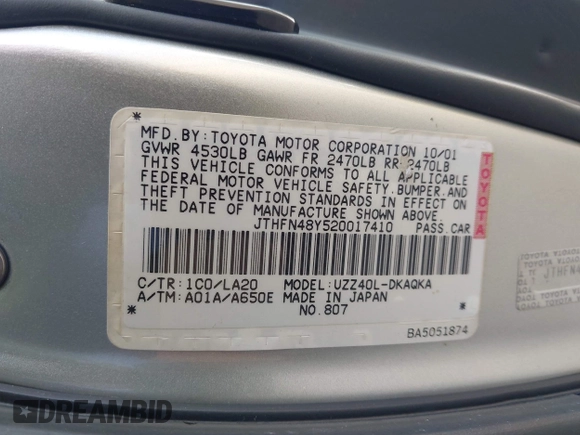 MFD. BY: TOYOTA MOTOR CORPORATION 10/01
GVWR 4530LB GAWR FR 2470LB RR 2470LB
THIS VEHICLE CONFORMS TO ALL APPLICABLE
FEDERAL MOTOR VEHICLE SAFETY, BUMPER, AND
THEFT PREVENTION STANDARDS IN EFFECT ON
THE DATE OF MANUFACTURE SHOWN ABOVE.
JTHFN48Y520017410 PASS. CAR
TOYOTA
C/TR: 1C0/LA20 MODEL: UZZ40L-DKAQKA
A/TM: A01A/A650E MADE IN JAPAN
NO. 807
BA5051874
DREAMBID